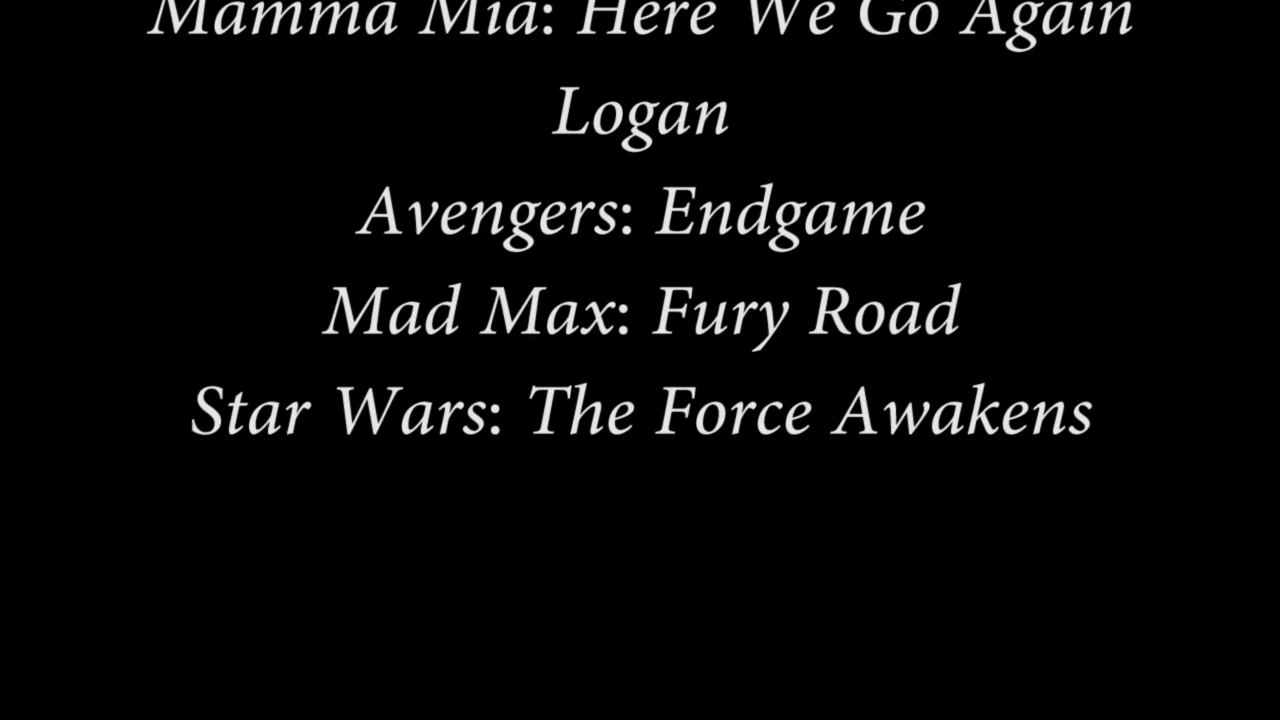 Mamma Mia: Here We Go Again
Logan
Avengers: Endgame
Mad Max: Fury Road
Star Wars: The Force Awakens